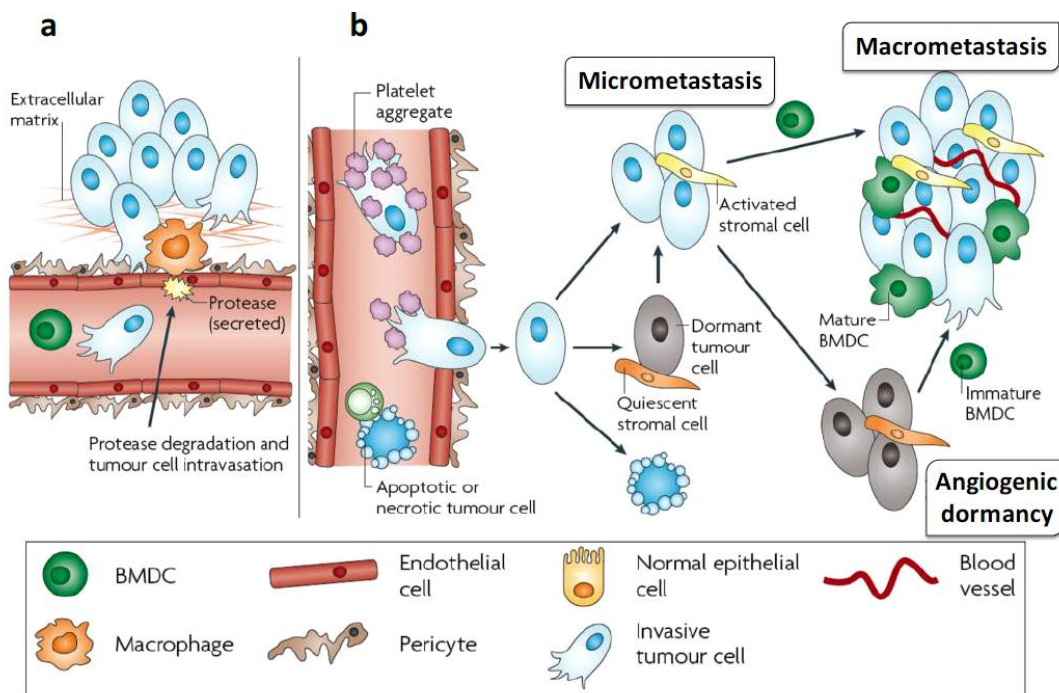 a
Extracellular
matrix
Protease
(secreted)
Protease degradation and
tumour cell intravasation
b
Platelet
aggregate
Apoptotic or
necrotic tumour cell
Micrometastasis
Activated
stromal cell
Dormant
tumour
cell
Quiescent
stromal cell
Macrometastasis
Mature
BMDC
Immature
BMDC
Angiogenic
dormancy
BMDC
Endothelial
cell
Normal epithelial
cell
Blood
vessel
Macrophage
Pericyte
Invasive
tumour cell